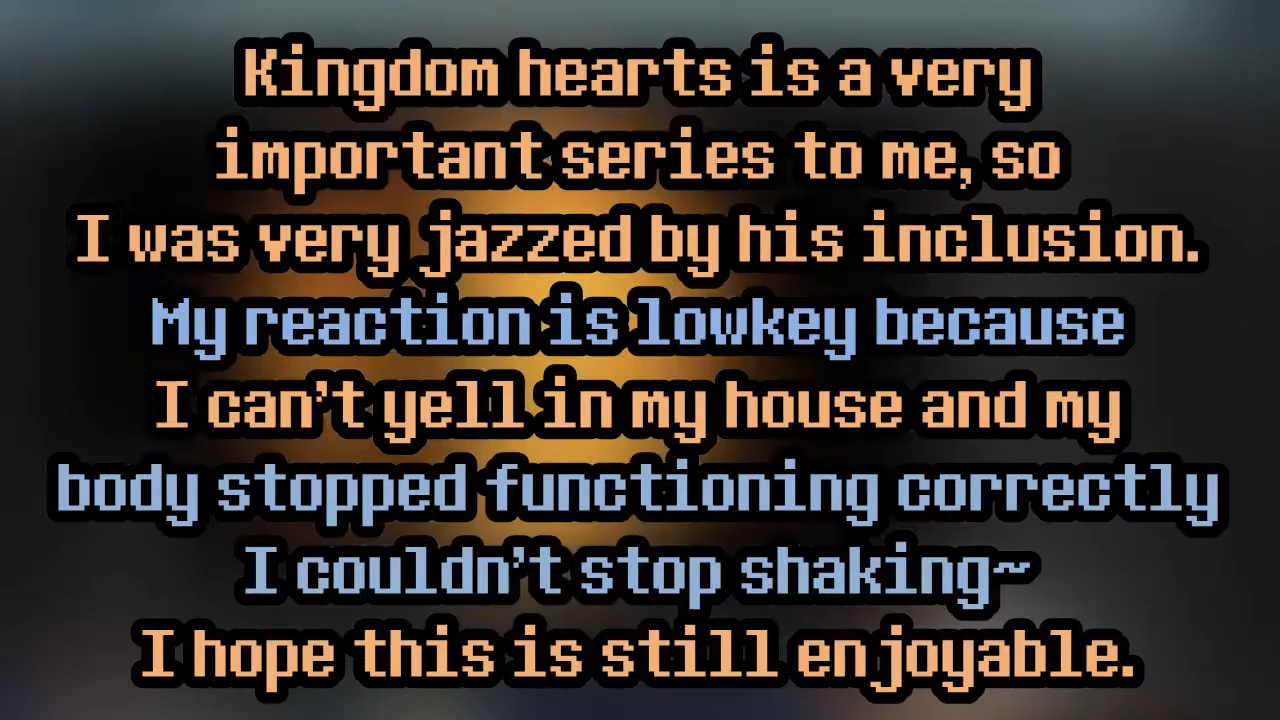 Kingdom hearts is a very
important series to me, so
I was very jazzed by his inclusion.
My reaction is lowkey because
I can't yell in my house and my
body stopped functioning correctly
I couldn't stop shaking~
I hope this is still enjoyable.